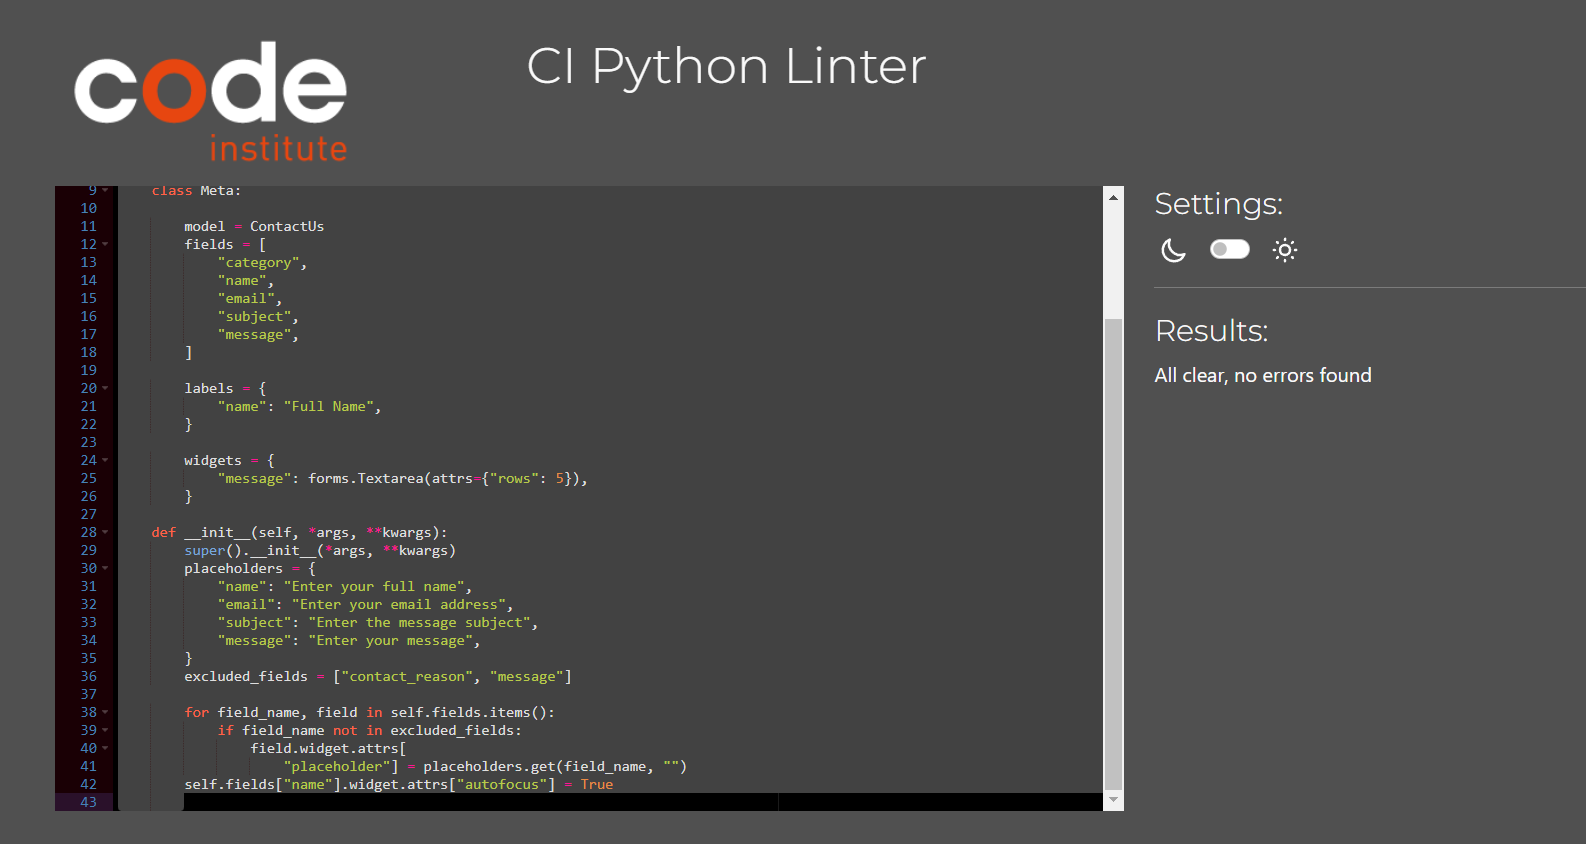 code
institute
CI Python Linter
9 class Meta:
10
11 model = ContactUs
12 fields = [
13 "category",
14 "name",
15 "email",
16 "subject",
17 "message",
18 ]
19
20 labels = {
21 "name": "Full Name",
22 }
23
24 widgets = {
25 "message": forms.Textarea(attrs={"rows": 5}),
26 }
27
28 def __init__(self, *args, **kwargs):
29 super().__init__(*args, **kwargs)
30 placeholders = {
31 "name": "Enter your full name",
32 "email": "Enter your email address",
33 "subject": "Enter the message subject",
34 "message": "Enter your message",
35 }
36 excluded_fields = ["contact_reason", "message"]
37
38 for field_name, field in self.fields.items():
39 if field_name not in excluded_fields:
40 field.widget.attrs[
41 "placeholder"] = placeholders.get(field_name, "")
42 self.fields["name"].widget.attrs["autofocus"] = True
43
Settings:
Results:
All clear, no errors found